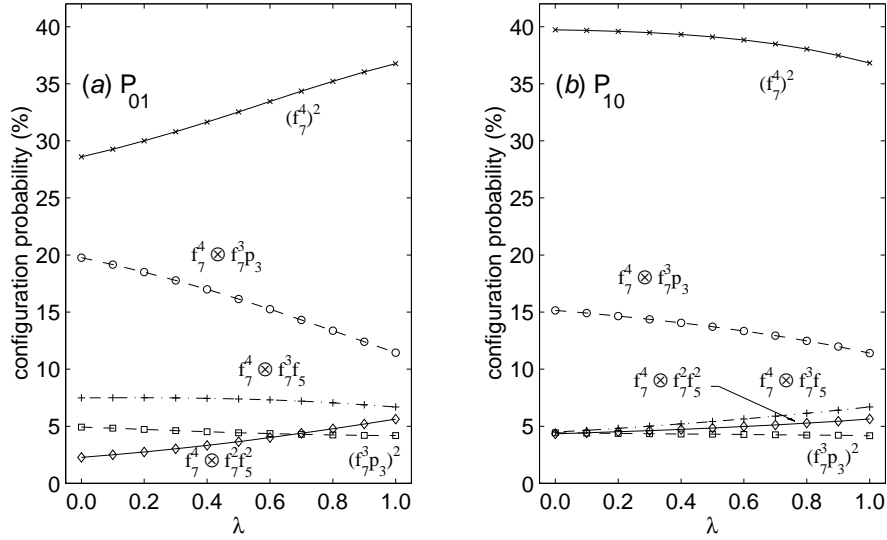 configuration probability (%)
40
35
30
25
20
15
10
5
0
(a) P₀₁
(f₇⁴)²
f₇⁴ ⊗ f₇³p₃
f₇⁴ ⊗ f₇³f₅
f₇⁴ ⊗ f₇²f₅²
(f₇³p₃)²
0.0 0.2 0.4 0.6 0.8 1.0
λ
configuration probability (%)
40
35
30
25
20
15
10
5
0
(b) P₁₀
(f₇⁴)²
f₇⁴ ⊗ f₇³p₃
f₇⁴ ⊗ f₇²f₅² f₇⁴ ⊗ f₇³f₅
(f₇³p₃)²
0.0 0.2 0.4 0.6 0.8 1.0
λ